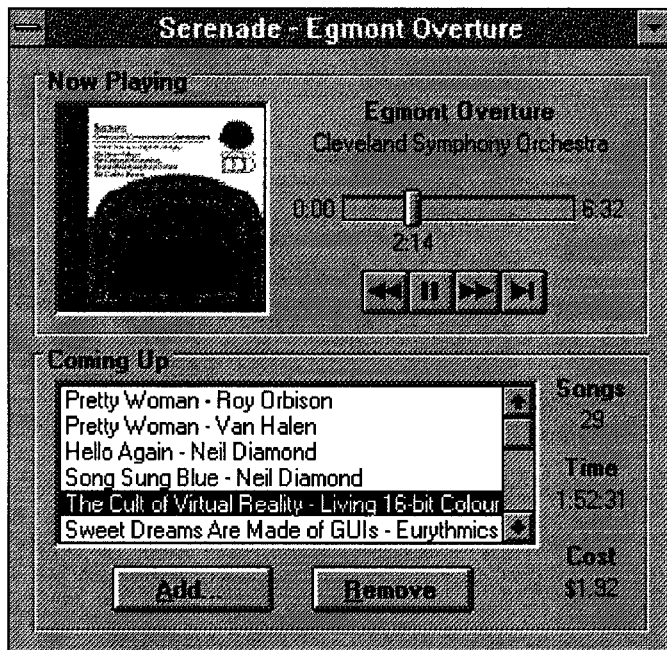 Serenade - Egmont Overture
Now Playing
Egmont Overture
Cleveland Symphony Orchestra
0:00
6:32
2:14
Coming Up
Pretty Woman - Roy Orbison
Pretty Woman - Van Halen
Hello Again - Neil Diamond
Song Sung Blue - Neil Diamond
The Cult of Virtual Reality - Living 16-bit Colour
Sweet Dreams Are Made of GUIs - Eurythmics
Songs
29
Time
1:52:31
Cost
$1.92
Add...
Remove